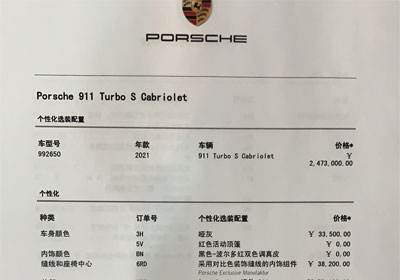 PORSCHE
Porsche 911 Turbo S Cabriolet
个性化选装配置
车型号 年款 车辆 价格*
992650 2021 911 Turbo S Cabriolet ￥
2,473,000.00
个性化
种类 订单号 个性化选装配置 价格*
车身颜色 3H 哑灰 ￥ 33,500.00
5V 红色活动顶蓬 ￥ 0.00
内饰颜色 BN 黑色-波尔多红双色调真皮 ￥ 0.00
缝线和座椅中心 6RD 采用对比色装饰缝线的内饰组件 ￥ 38,200.00
Porsche Exclusive Manufaktur